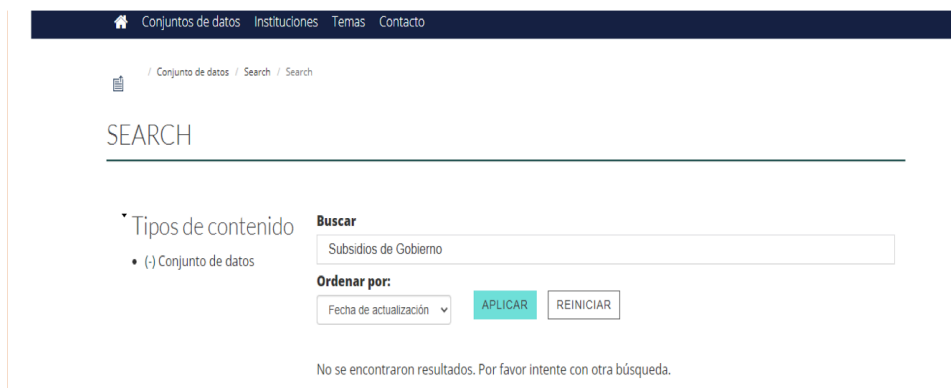 Conjuntos de datos Instituciones Temas Contacto
/ Conjunto de datos / Search / Search
SEARCH
Tipos de contenido
(-) Conjunto de datos
Buscar
Subsidios de Gobierno
Ordenar por:
Fecha de actualización APLICAR REINICIAR
No se encontraron resultados. Por favor intente con otra búsqueda.